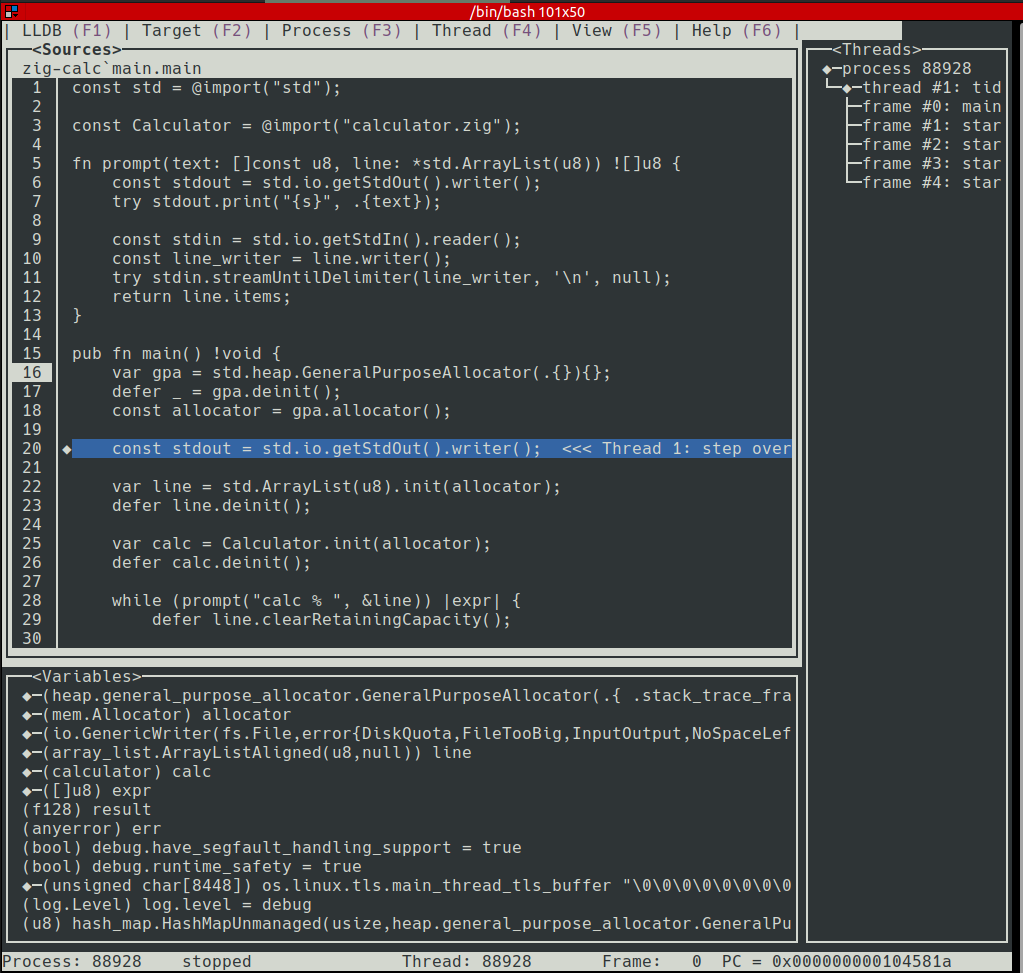 /bin/bash 101x50
| LLDB (F1) | Target (F2) | Process (F3) | Thread (F4) | View (F5) | Help (F6) |
<Sources>
zig-calc`main.main
1 const std = @import("std");
2
3 const Calculator = @import("calculator.zig");
4
5 fn prompt(text: []const u8, line: *std.ArrayList(u8)) ![]u8 {
6 const stdout = std.io.getStdOut().writer();
7 try stdout.print("{s}", .{text});
8
9 const stdin = std.io.getStdIn().reader();
10 const line_writer = line.writer();
11 try stdin.streamUntilDelimiter(line_writer, '\n', null);
12 return line.items;
13 }
14
15 pub fn main() !void {
16 var gpa = std.heap.GeneralPurposeAllocator(.{}){};
17 defer _ = gpa.deinit();
18 const allocator = gpa.allocator();
19
20 const stdout = std.io.getStdOut().writer(); <<< Thread 1: step over
21
22 var line = std.ArrayList(u8).init(allocator);
23 defer line.deinit();
24
25 var calc = Calculator.init(allocator);
26 defer calc.deinit();
27
28 while (prompt("calc % ", &line)) |expr| {
29 defer line.clearRetainingCapacity();
30
<Threads>
process 88928
thread #1: tid
frame #0: main
frame #1: star
frame #2: star
frame #3: star
frame #4: star
<Variables>
(heap.general_purpose_allocator.GeneralPurposeAllocator(.{ .stack_trace_fra
(mem.Allocator) allocator
(io.GenericWriter(fs.File,error{DiskQuota,FileTooBig,InputOutput,NoSpaceLef
(array_list.ArrayListAligned(u8,null)) line
(calculator) calc
([]u8) expr
(f128) result
(anyerror) err
(bool) debug.have_segfault_handling_support = true
(bool) debug.runtime_safety = true
(unsigned char[8448]) os.linux.tls.main_thread_tls_buffer "\0\0\0\0\0\0\0\0
(log.Level) log.level = debug
(u8) hash_map.HashMapUnmanaged(usize,heap.general_purpose_allocator.GeneralPu
Process: 88928 stopped Thread: 88928 Frame: 0 PC = 0x000000000104581a